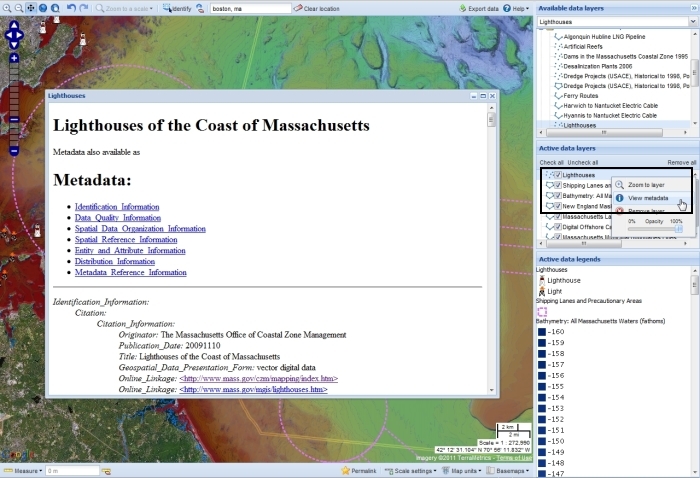 Zoom to a scale
Identify
boston, ma
Clear location
Export data
Help
Available data layers
Lighthouses
Algonquin Hubline LNG Pipeline
Artificial Reefs
Dams in the Massachusetts Coastal Zone 1995
Desalinization Plants 2006
Dredge Projects (USACE), Historical to 1996, Po
Dredge Projects (USACE), Historical to 1998, Po
Ferry Routes
Harwich to Nantucket Electric Cable
Hyannis to Nantucket Electric Cable
Lighthouses
Active data layers
Check all Uncheck all Remove all
Lighthouses
Shipping Lanes an
Bathymetry: All Ma
New England Mas
Massachusetts La
Digital Offshore Ca
Zoom to layer
View metadata
Remove layer
0% Opacity 100%
Active data legends
Lighthouses
Lighthouse
Light
Shipping Lanes and Precautionary Areas
Bathymetry: All Massachusetts Waters (fathoms)
-160
-159
-158
-157
-156
-155
-154
-153
-152
-151
-150
-149
-148
-147
Lighthouses
Lighthouses of the Coast of Massachusetts
Metadata also available as
Metadata:
Identification Information
Data Quality Information
Spatial Data Organization Information
Spatial Reference Information
Entity and Attribute Information
Distribution Information
Metadata Reference Information
Identification_Information:
Citation:
Citation_Information:
Originator: The Massachusetts Office of Coastal Zone Management
Publication_Date: 20091110
Title: Lighthouses of the Coast of Massachusetts
Geospatial_Data_Presentation_Form: vector digital data
Online_Linkage: <http://www.mass.gov/czm/mapping/index.htm>
Online_Linkage: <http://www.mass.gov/mgis/lighthouses.htm>
2 km
2 mi
Scale = 1 : 272,990
42° 12' 31.104" N 70° 56' 11.832" W
Imagery ©2011 TerraMetrics - Terms of Use
Measure
0 m
Permalink
Scale settings
Map units
Basemaps